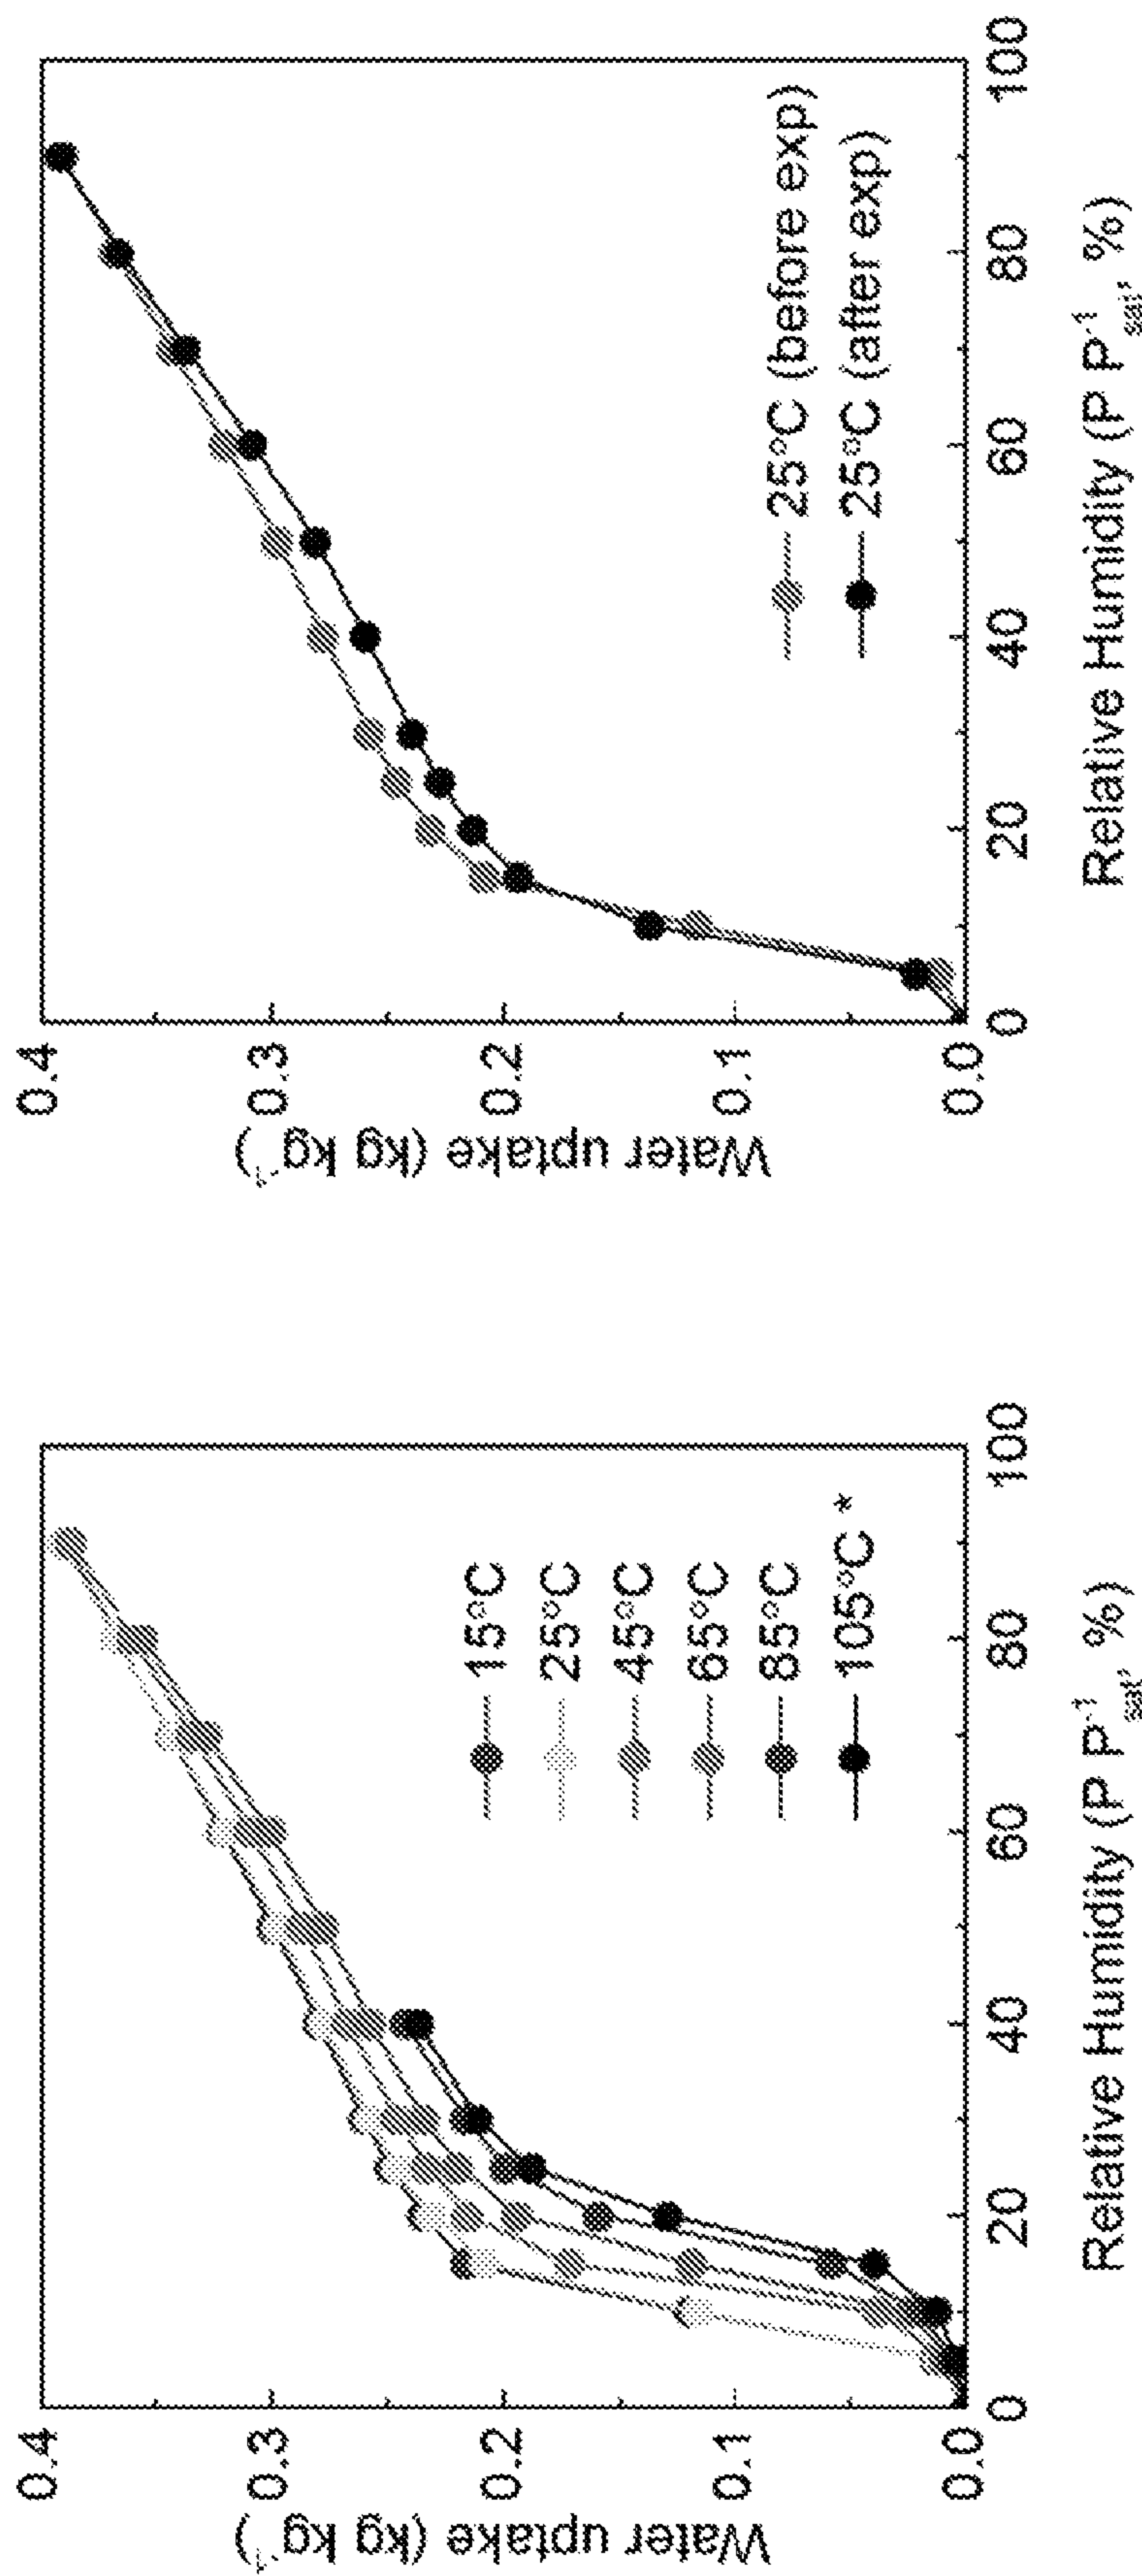 Water uptake (kg kg-1)
0.4
0.3
0.2
0.1
0.0
0
20
40
60
80
100
Relative Humidity (P P-1sat, %)
15°C
25°C
45°C
65°C
85°C
105°C *
Water uptake (kg kg-1)
0.4
0.3
0.2
0.1
0.0
0
20
40
60
80
100
Relative Humidity (P P-1sat, %)
25°C (before exp)
25°C (after exp)